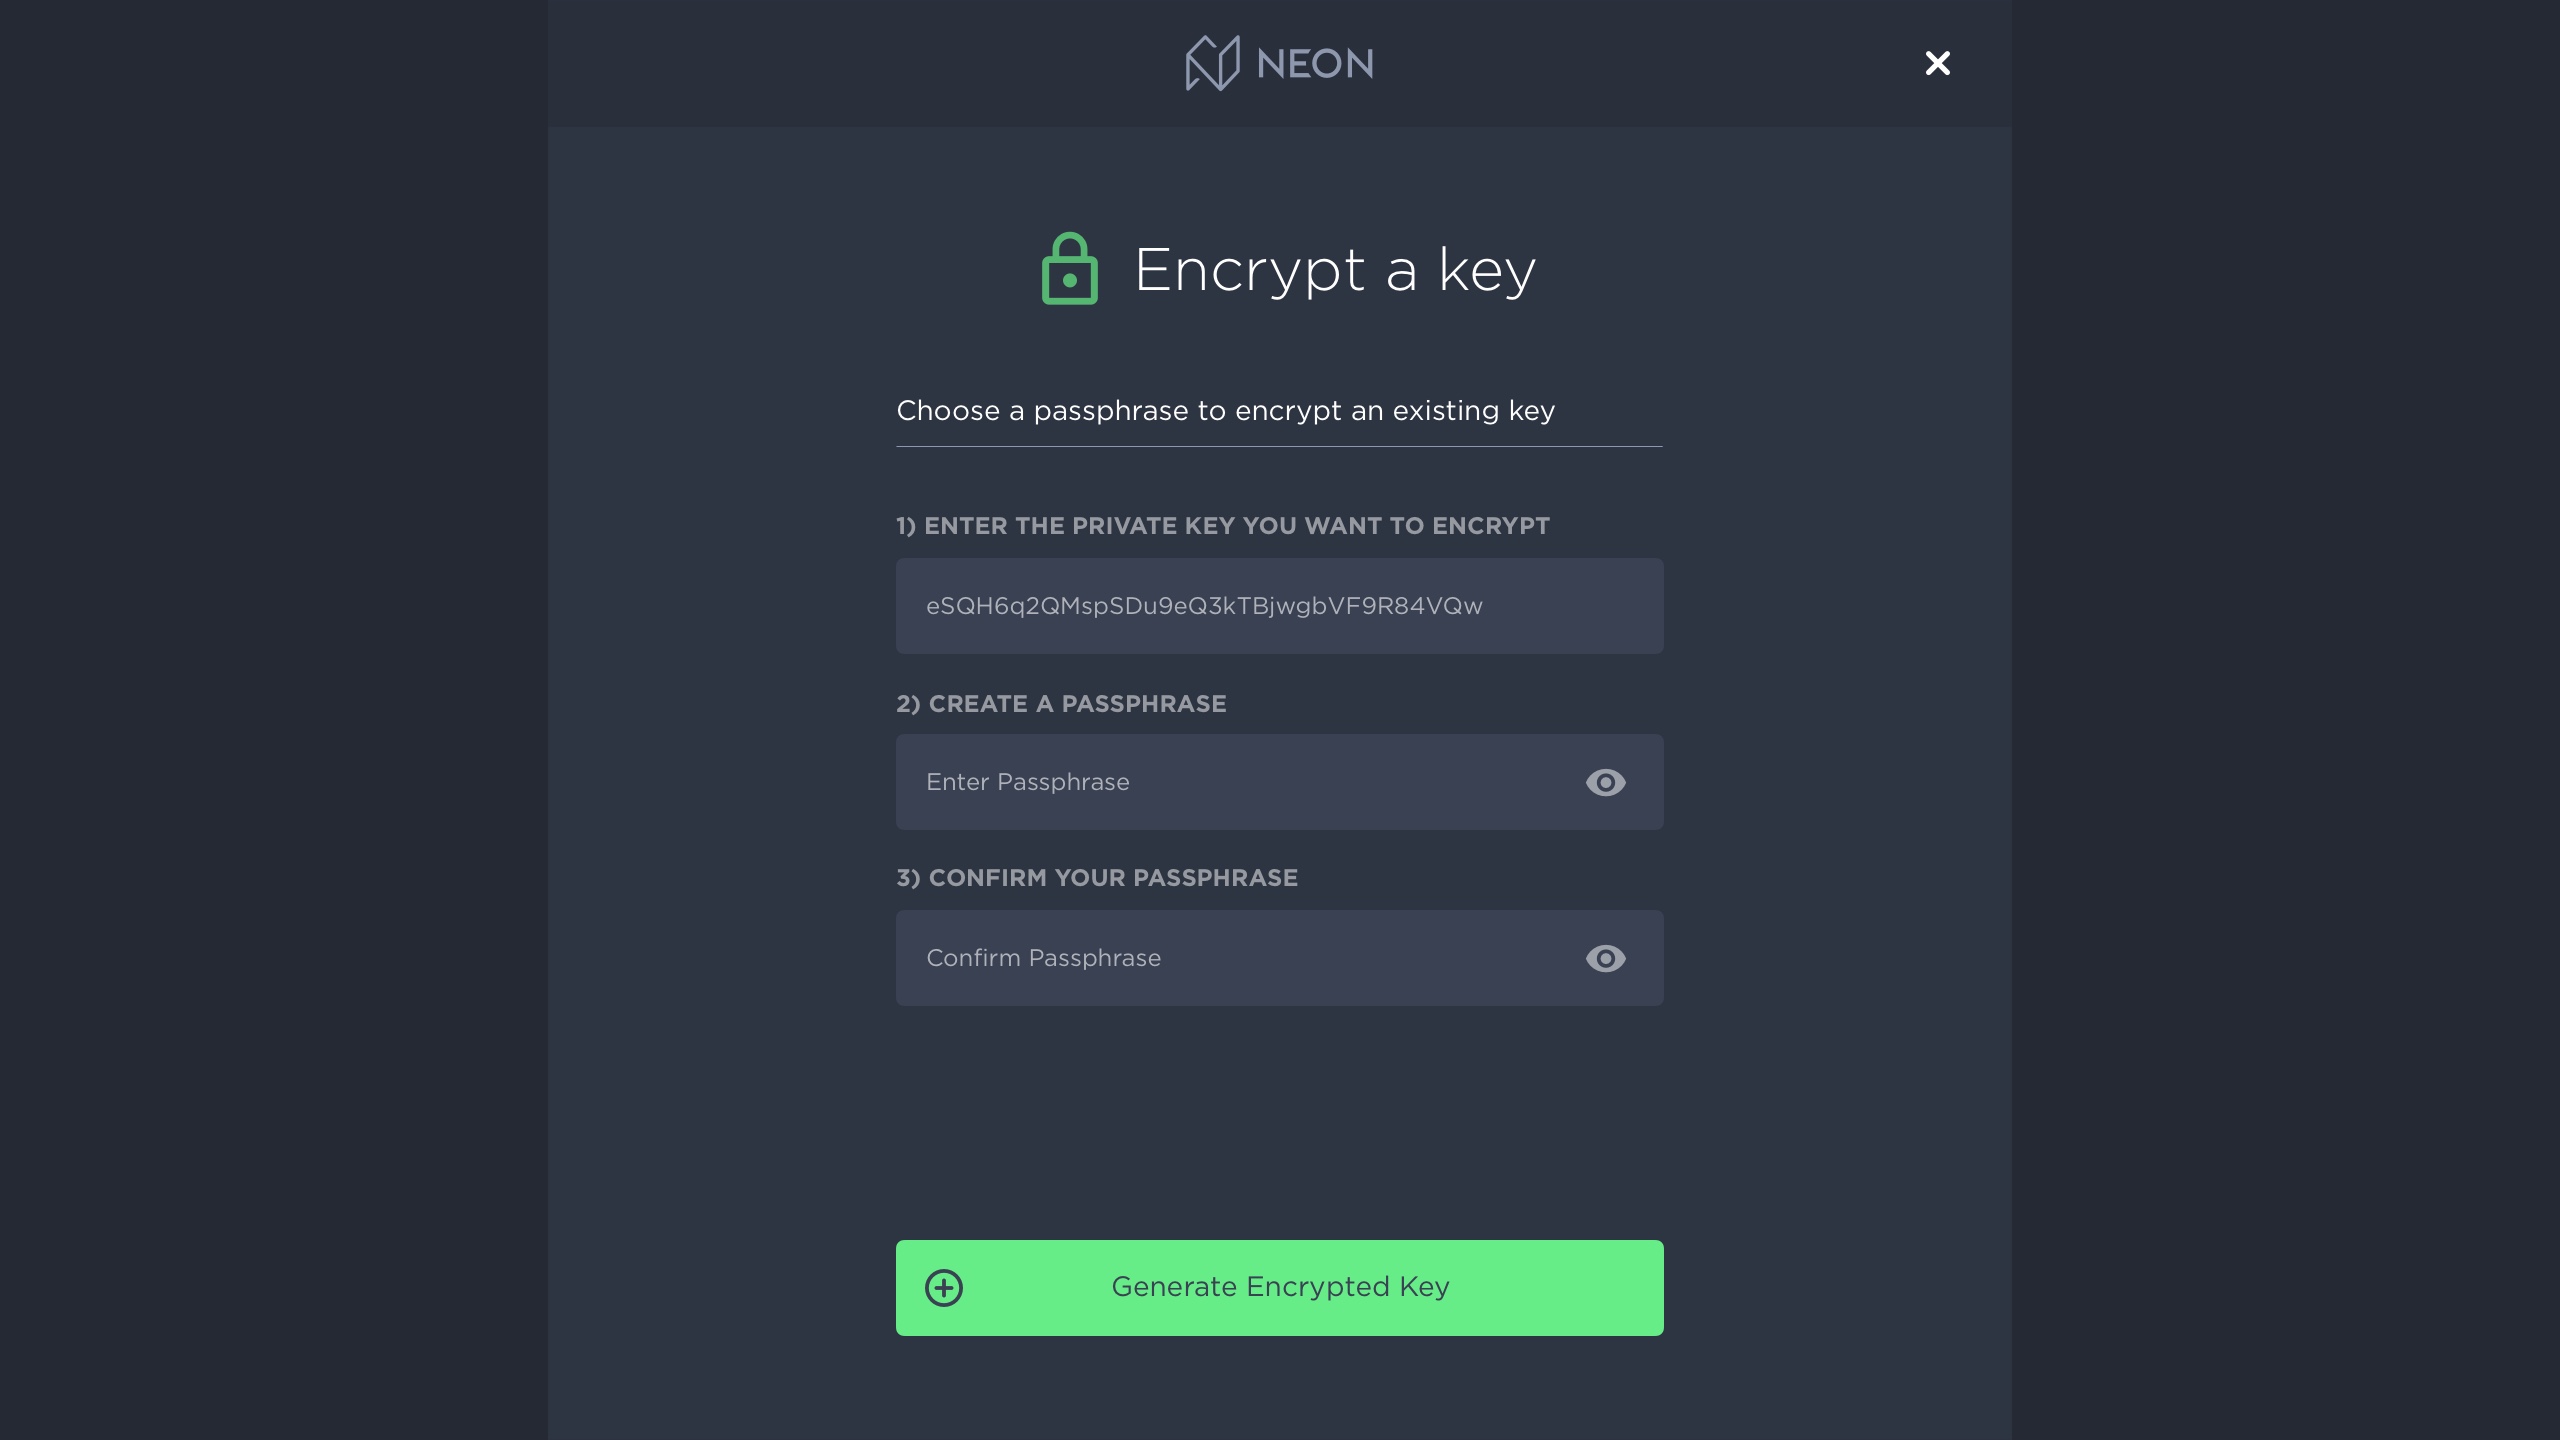 NEON
Encrypt a key
Choose a passphrase to encrypt an existing key
1) ENTER THE PRIVATE KEY YOU WANT TO ENCRYPT
eSQH6q2QMspSDu9eQ3kTBjwgbVF9R84VQw
2) CREATE A PASSPHRASE
Enter Passphrase
3) CONFIRM YOUR PASSPHRASE
Confirm Passphrase
Generate Encrypted Key